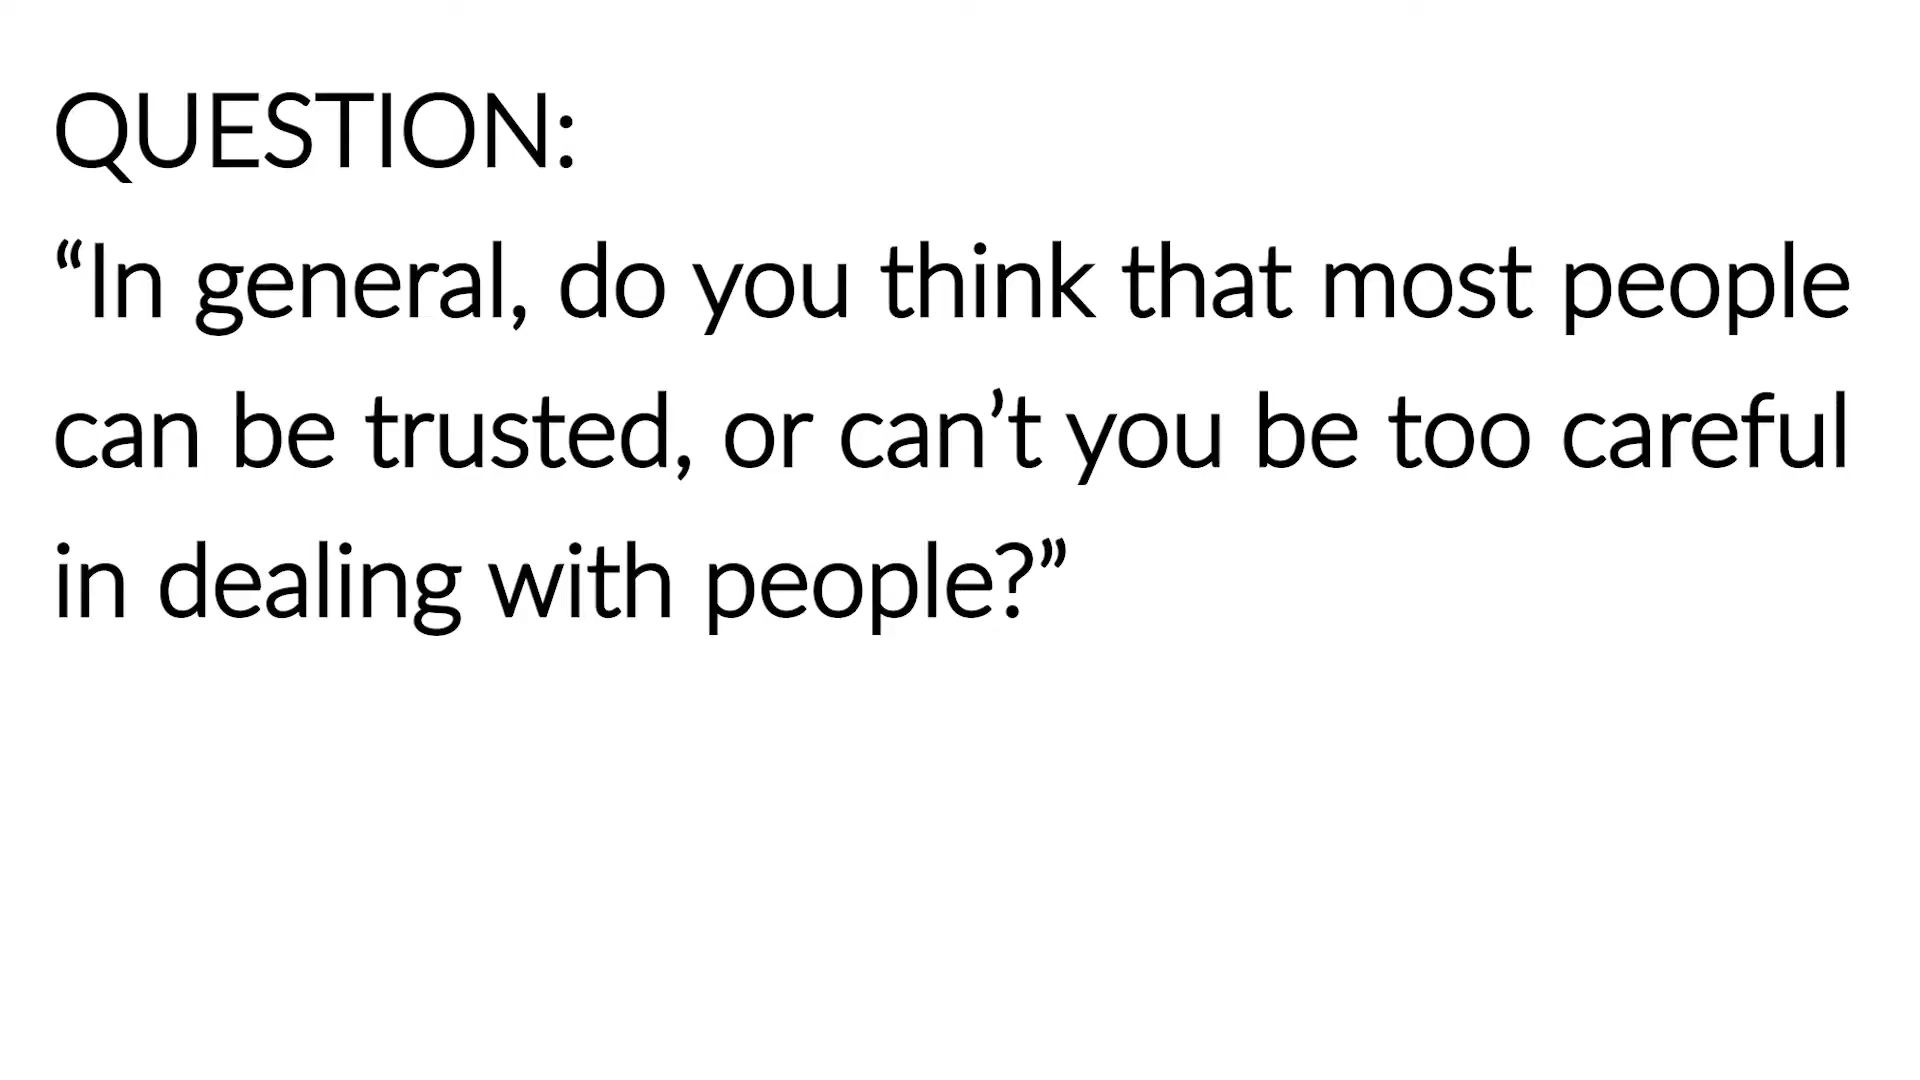 QUESTION:
“In general, do you think that most people
can be trusted, or can’t you be too careful
in dealing with people?”